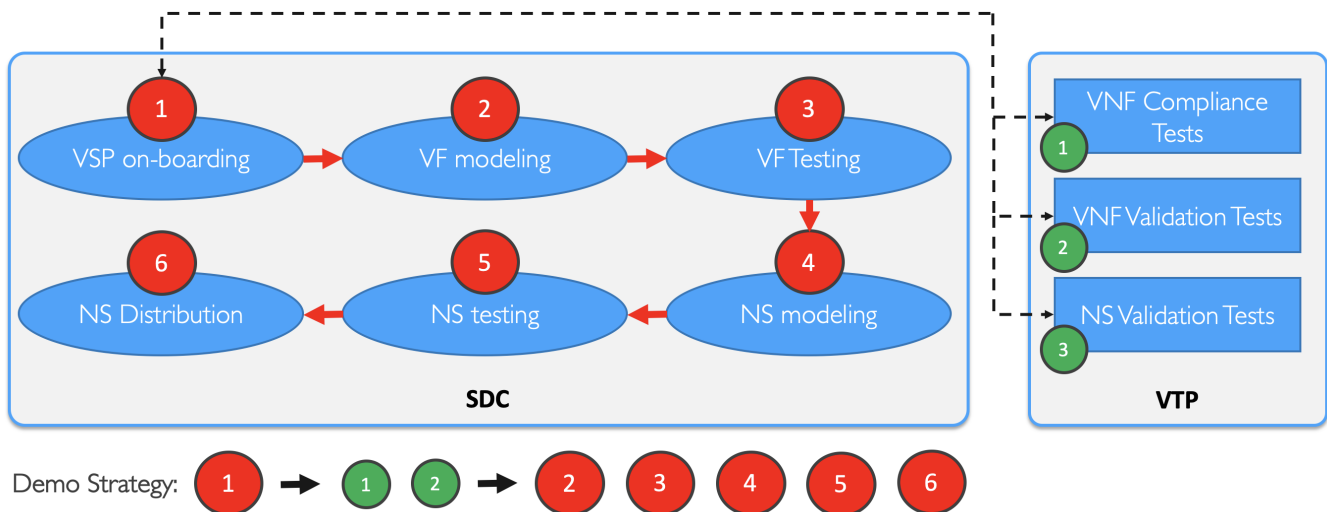 1
2
3
VSP on-boarding
VF modeling
VF Testing
6
5
4
NS Distribution
NS testing
NS modeling
SDC
VNF Compliance
Tests
1
VNF Validation Tests
2
NS Validation Tests
3
VTP
Demo Strategy: 1 1 2 2 3 4 5 6